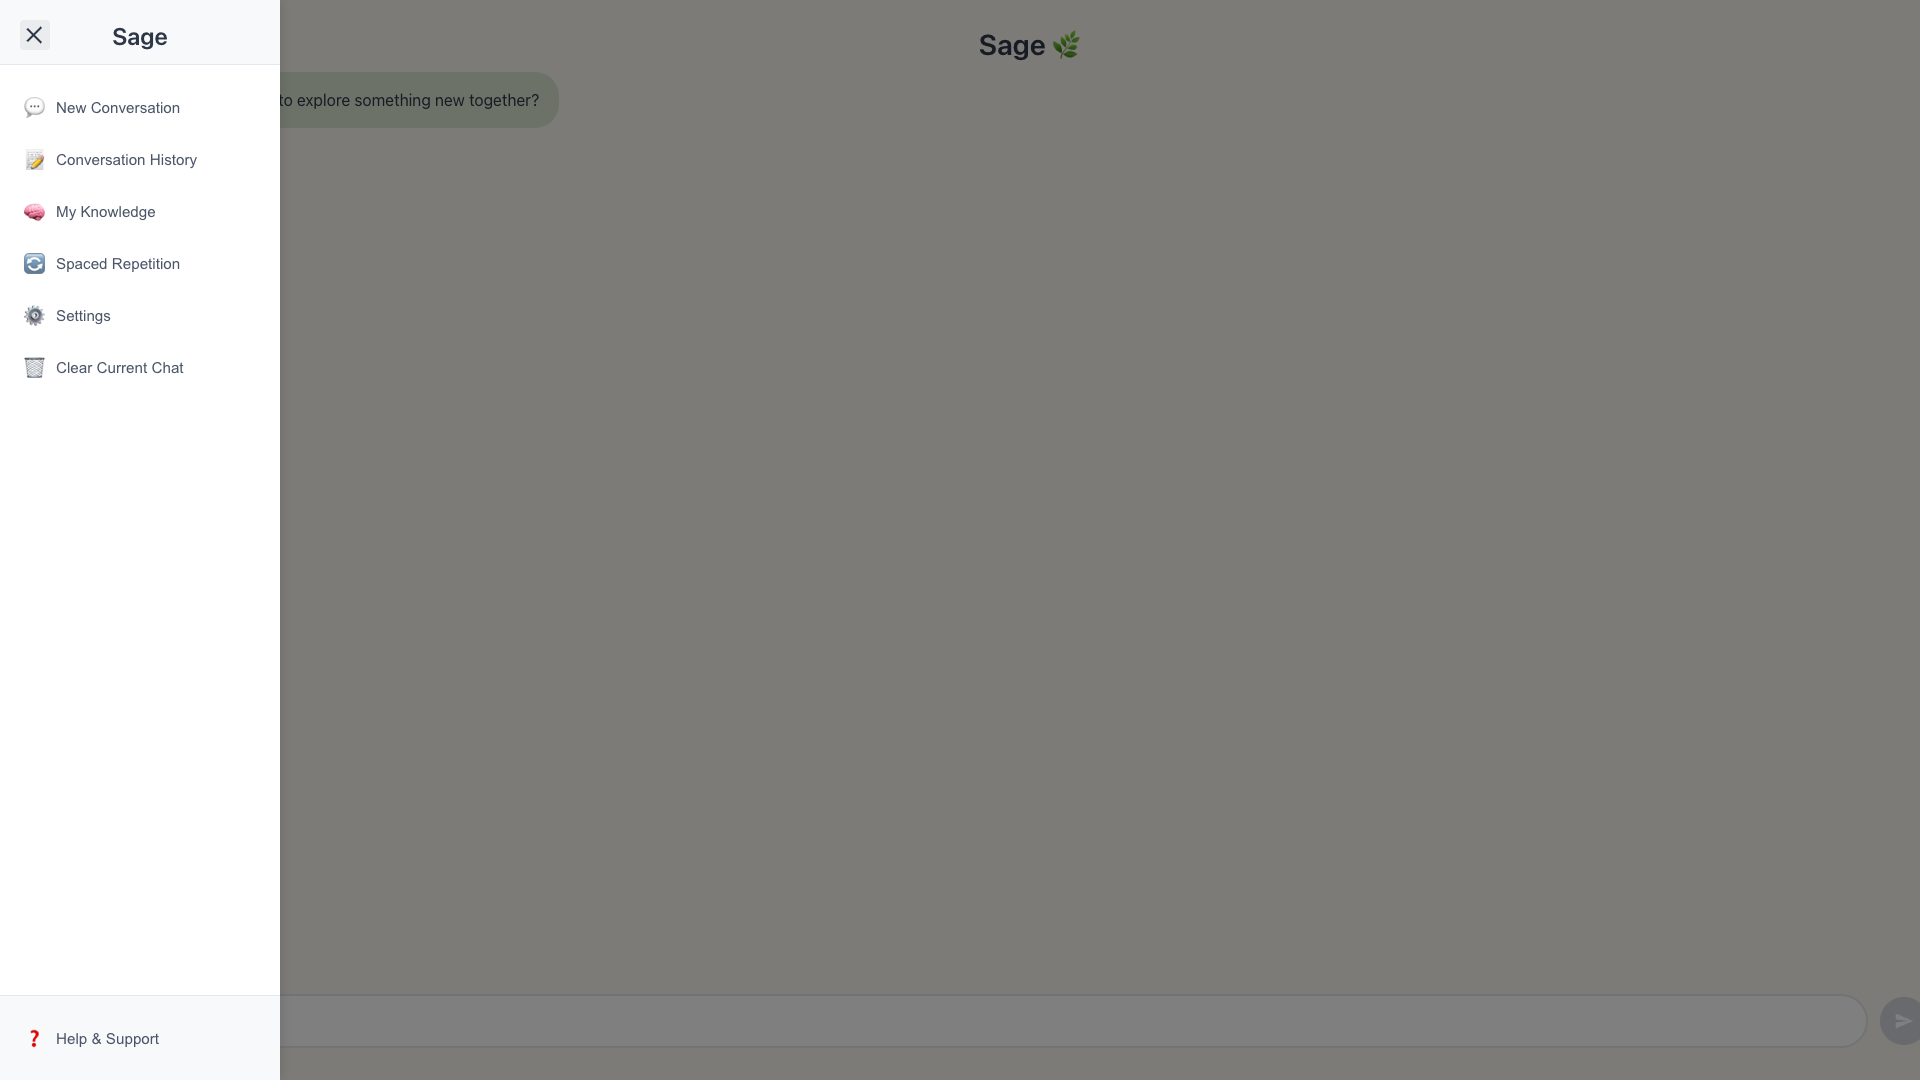 Sage
New Conversation
Conversation History
My Knowledge
Spaced Repetition
Settings
Clear Current Chat
Help & Support
Sage
to explore something new together?